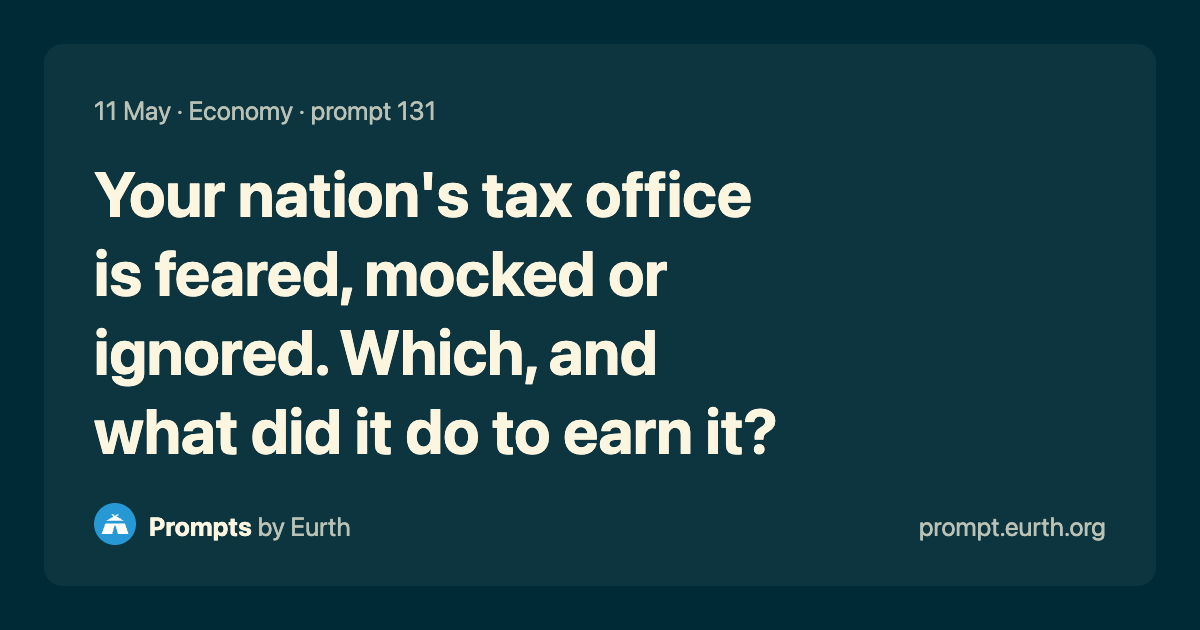 11 May · Economy · prompt 131
Your nation's tax office
is feared, mocked or
ignored. Which, and
what did it do to earn it?
Prompts by Eurth
prompt.eurth.org